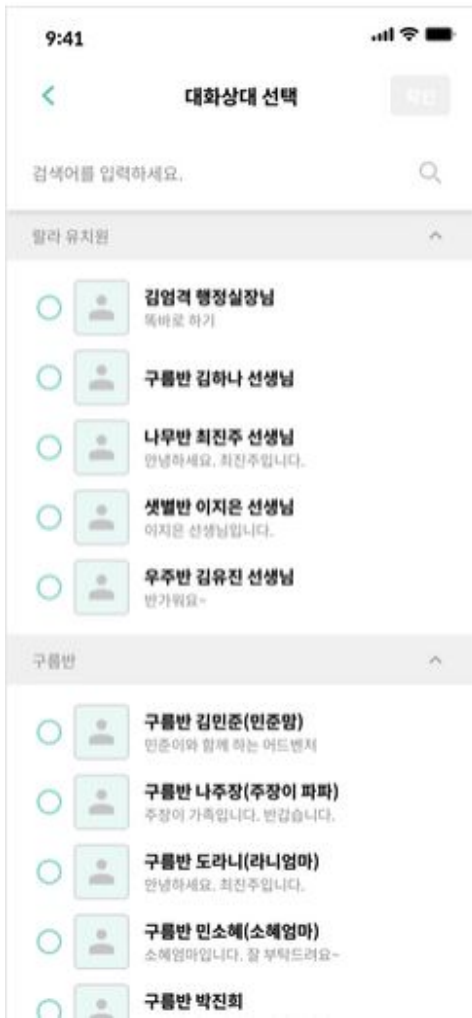 9:41
대화상대 선택
확인
검색어를 입력하세요.
랄라 유치원
김엄격 행정실장님
똑바로 하기
구름반 김하나 선생님
나무반 최진주 선생님
안녕하세요. 최진주입니다.
샛별반 이지은 선생님
이지은 선생님입니다.
우주반 김유진 선생님
반가워요~
구름반
구름반 김민준(민준맘)
민준이와 함께 하는 어드벤처
구름반 나주장(주장이 파파)
주장이 가족입니다. 반갑습니다.
구름반 도라니(라니엄마)
안녕하세요. 최진주입니다.
구름반 민소혜(소혜엄마)
소혜엄마입니다. 잘 부탁드려요~
구름반 박진희